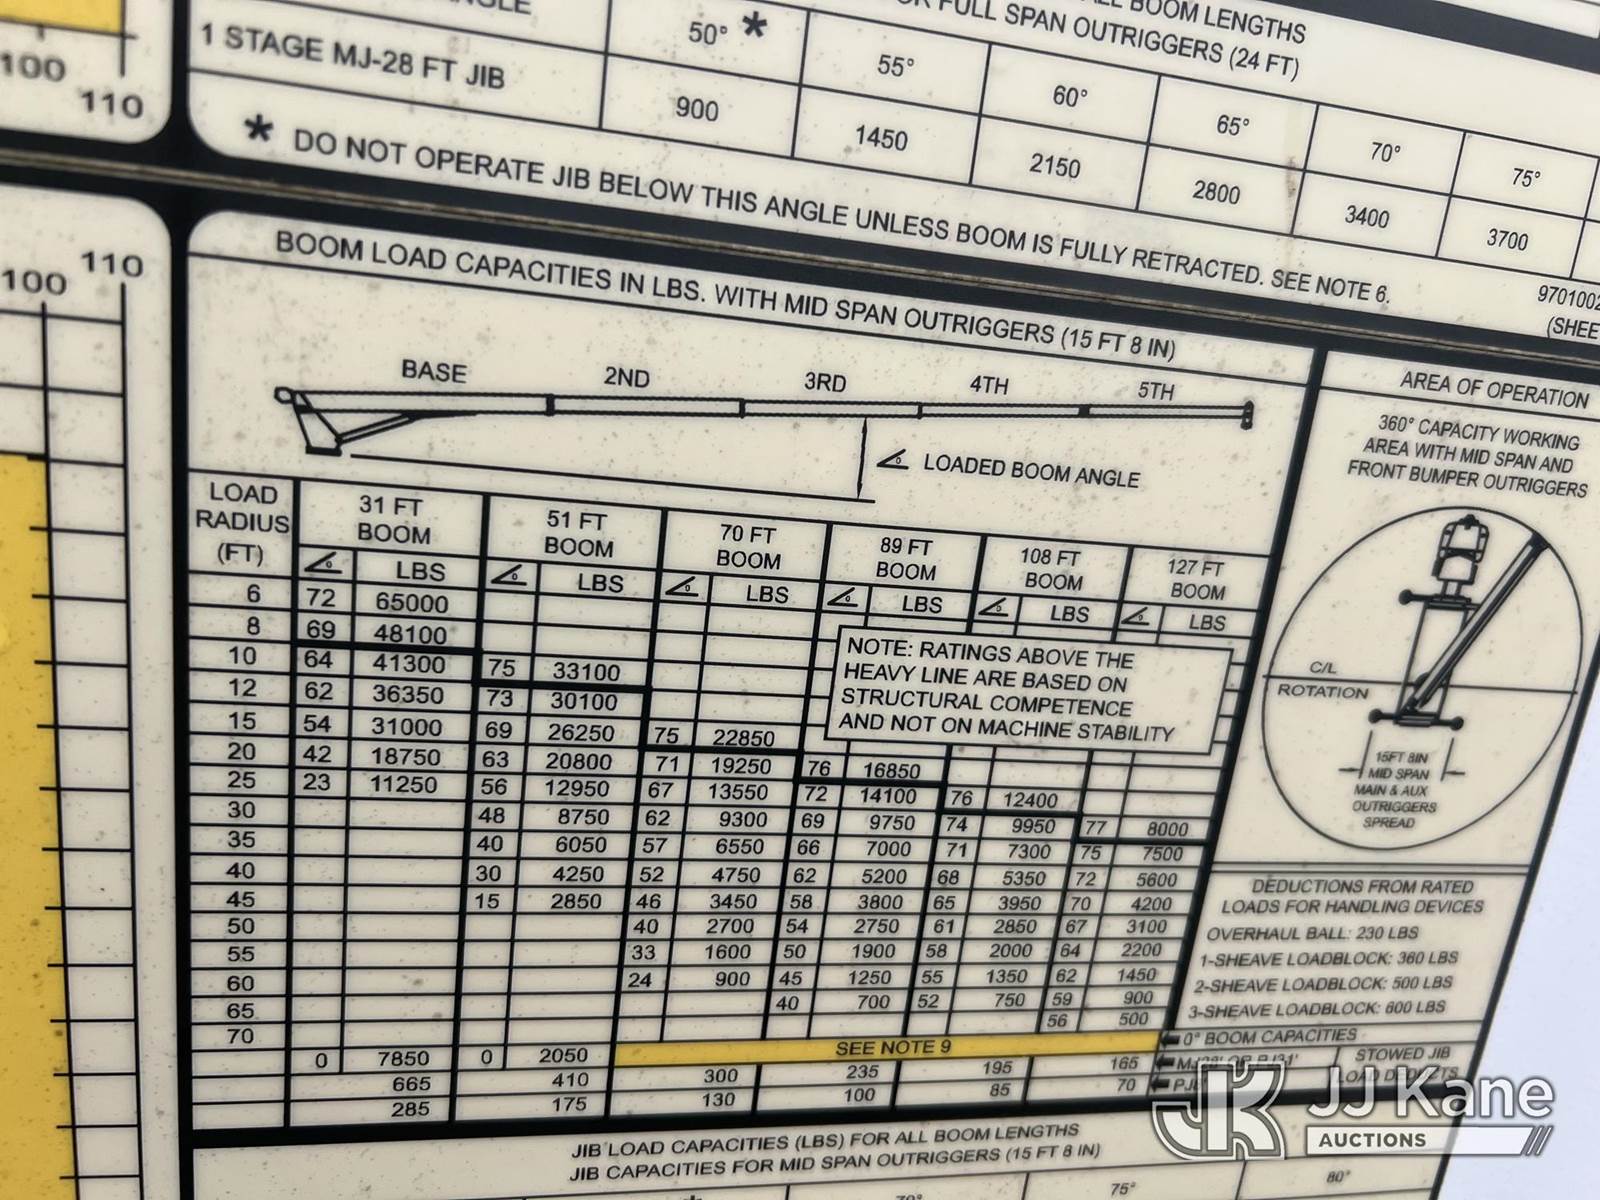 100
110
ALL BOOM LENGTHS
FULL SPAN OUTRIGGERS (24 FT)
50° * 55° 60° 65° 70° 75°
1 STAGE MJ-28 FT JIB 900 1450 2150 2800 3400 3700
* DO NOT OPERATE JIB BELOW THIS ANGLE UNLESS BOOM IS FULLY RETRACTED. SEE NOTE 6.
9701002
(SHEE
100
110
BOOM LOAD CAPACITIES IN LBS. WITH MID SPAN OUTRIGGERS (15 FT 8 IN)
BASE 2ND 3RD 4TH 5TH
LOADED BOOM ANGLE
LOAD RADIUS (FT) 31 FT BOOM 51 FT BOOM 70 FT BOOM 89 FT BOOM 108 FT BOOM 127 FT BOOM
LBS LBS LBS LBS LBS LBS
6 72 65000
8 69 48100
10 64 41300 75 33100
12 62 36350 73 30100
15 54 31000 69 26250 75 22850
20 42 18750 63 20800 71 19250 76 16850
25 23 11250 56 12950 67 13550 72 14100 76 12400
30 48 8750 62 9300 69 9750 74 9950 77 8000
35 40 6050 57 6550 66 7000 71 7300 75 7500
40 30 4250 52 4750 62 5200 68 5350 72 5600
45 15 2850 46 3450 58 3800 65 3950 70 4200
50 40 2700 54 2750 61 2850 67 3100
55 33 1600 50 1900 58 2000 64 2200
60 24 900 45 1250 55 1350 62 1450
65 40 700 52 750 59 900
70 56 500
0 7850 0 2050 SEE NOTE 9 0° BOOM CAPACITIES
665 410 300 235 195 165
285 175 130 100 85 70
STOWED JIB
LOAD DEDUCTS
NOTE: RATINGS ABOVE THE
HEAVY LINE ARE BASED ON
STRUCTURAL COMPETENCE
AND NOT ON MACHINE STABILITY
AREA OF OPERATION
360° CAPACITY WORKING
AREA WITH MID SPAN AND
FRONT BUMPER OUTRIGGERS
C/L
ROTATION
15FT 8IN
MID SPAN
MAIN & AUX
OUTRIGGERS
SPREAD
DEDUCTIONS FROM RATED
LOADS FOR HANDLING DEVICES
OVERHAUL BALL: 230 LBS
1-SHEAVE LOADBLOCK: 360 LBS
2-SHEAVE LOADBLOCK: 500 LBS
3-SHEAVE LOADBLOCK: 600 LBS
JIB LOAD CAPACITIES (LBS) FOR ALL BOOM LENGTHS
JIB CAPACITIES FOR MID SPAN OUTRIGGERS (15 FT 8 IN)
70° 75° 80°
JJ Kane
AUCTIONS